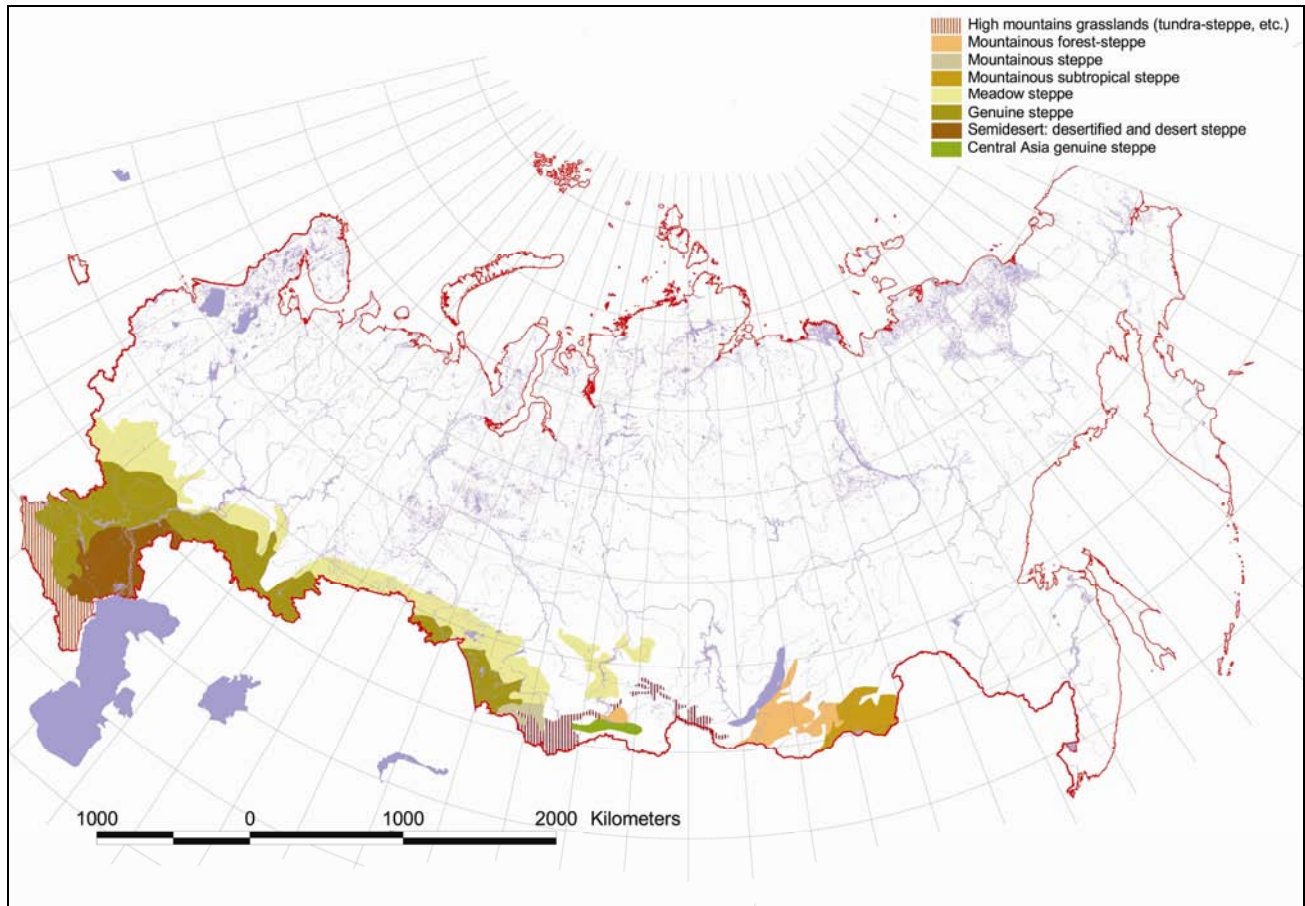 High mountains grasslands (tundra-steppe, etc.)
Mountainous forest-steppe
Mountainous steppe
Mountainous subtropical steppe
Meadow steppe
Genuine steppe
Semidesert: desertified and desert steppe
Central Asia genuine steppe
1000 0 1000 2000 Kilometers